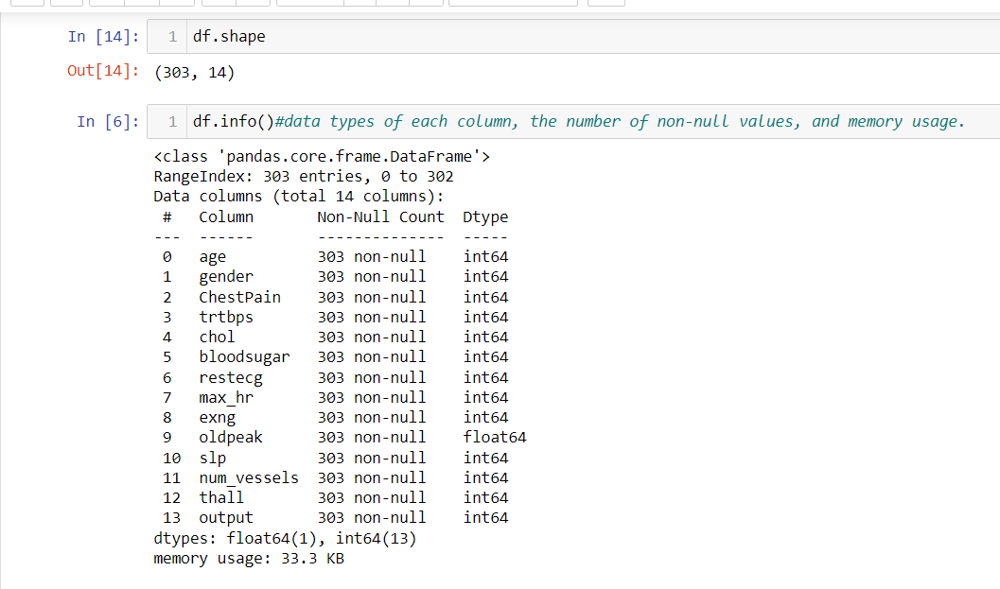 In [14]: 1 df.shape
Out[14]: (303, 14)
In [6]: 1 df.info()#data types of each column, the number of non-null values, and memory usage.
<class 'pandas.core.frame.DataFrame'>
RangeIndex: 303 entries, 0 to 302
Data columns (total 14 columns):
 #   Column       Non-Null Count  Dtype
---  ------       --------------  -----
 0   age          303 non-null    int64
 1   gender       303 non-null    int64
 2   ChestPain    303 non-null    int64
 3   trtbps       303 non-null    int64
 4   chol         303 non-null    int64
 5   bloodsugar   303 non-null    int64
 6   restecg      303 non-null    int64
 7   max_hr       303 non-null    int64
 8   exng         303 non-null    int64
 9   oldpeak      303 non-null    float64
 10  slp          303 non-null    int64
 11  num_vessels  303 non-null    int64
 12  thall        303 non-null    int64
 13  output       303 non-null    int64
dtypes: float64(1), int64(13)
memory usage: 33.3 KB